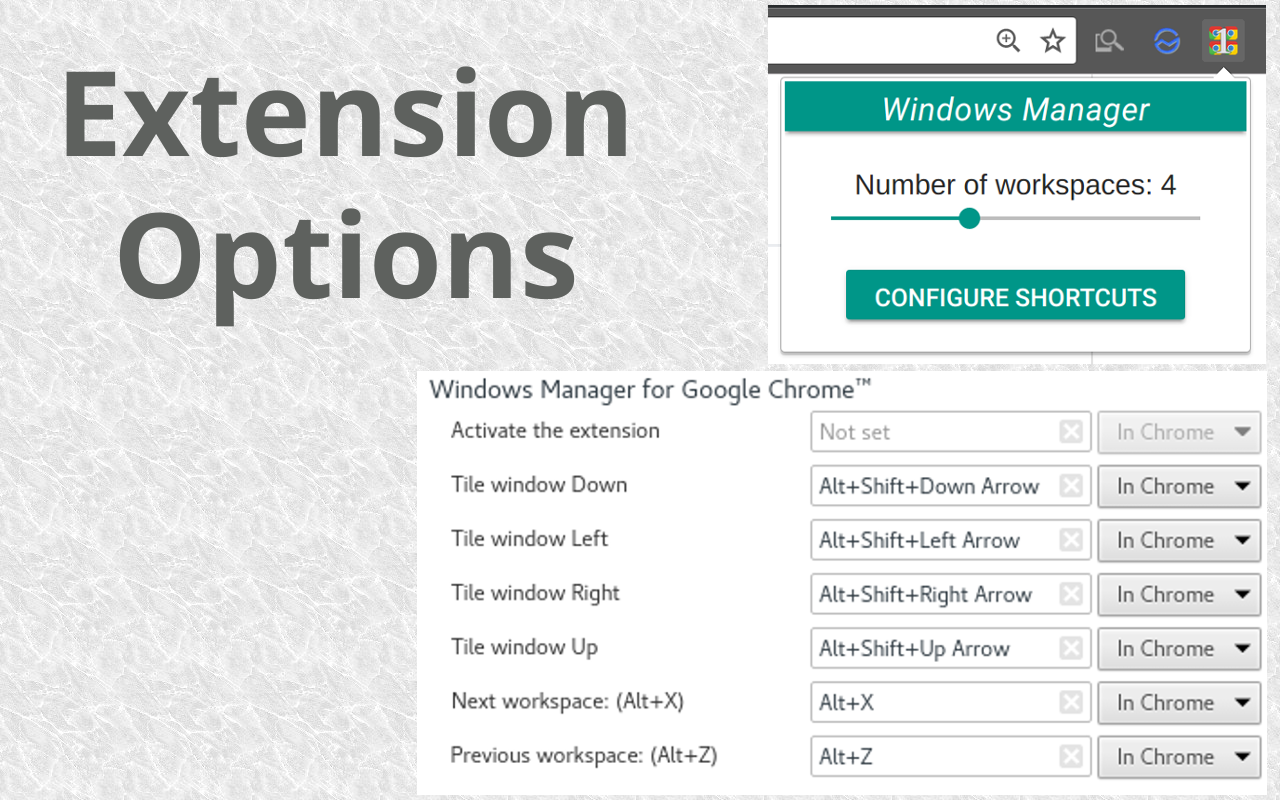 Extension
Options
1
Windows Manager
Number of workspaces: 4
CONFIGURE SHORTCUTS
Windows Manager for Google Chrome™
Activate the extension Not set In Chrome
Tile window Down Alt+Shift+Down Arrow In Chrome
Tile window Left Alt+Shift+Left Arrow In Chrome
Tile window Right Alt+Shift+Right Arrow In Chrome
Tile window Up Alt+Shift+Up Arrow In Chrome
Next workspace: (Alt+X) Alt+X In Chrome
Previous workspace: (Alt+Z) Alt+Z In Chrome